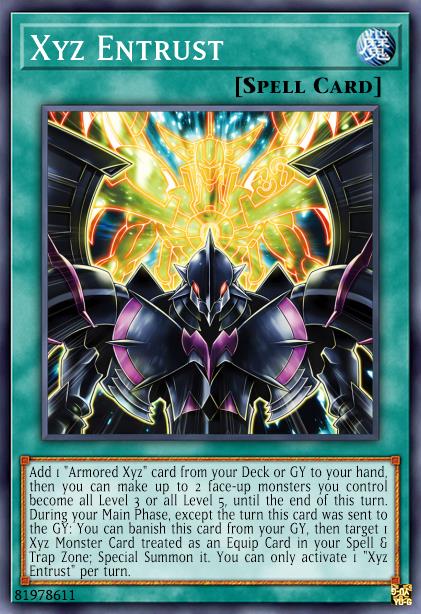 Xyz Entrust
[Spell Card]
Add 1 "Armored Xyz" card from your Deck or GY to your hand,
then you can make up to 2 face-up monsters you control
become all Level 3 or all Level 5, until the end of this turn.
During your Main Phase, except the turn this card was sent to
the GY: You can banish this card from your GY, then target 1
Xyz Monster Card treated as an Equip Card in your Spell &
Trap Zone; Special Summon it. You can only activate 1 "Xyz
Entrust" per turn.
81978611